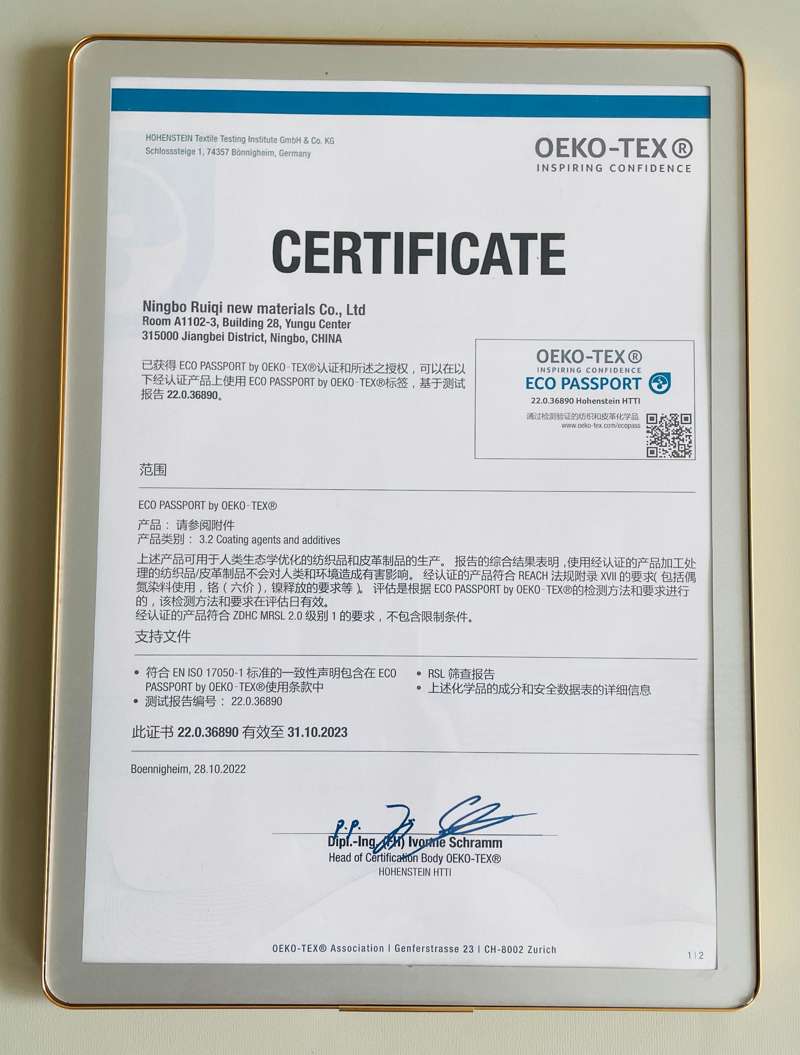 HOHENSTEIN Textile Testing Institute GmbH & Co. KG
Schlosssteige 1, 74357 Bönnigheim, Germany
OEKO-TEX®
INSPIRING CONFIDENCE
CERTIFICATE
Ningbo Ruiqi new materials Co., Ltd
Room A1102-3, Building 28, Yungu Center
315000 Jiangbei District, Ningbo, CHINA
已获得 ECO PASSPORT by OEKO-TEX®认证和所述之授权，可以在以
下经认证产品上使用 ECO PASSPORT by OEKO-TEX®标签，基于测试
报告 22.0.36890。
OEKO-TEX®
INSPIRING CONFIDENCE
ECO PASSPORT
22.0.36890 Hohenstein HTTI
通过检测验证的纺织和皮革化学品
www.oeko-tex.com/ecopass
范围
ECO PASSPORT by OEKO-TEX®
产品： 请参阅附件
产品类别： 3.2 Coating agents and additives
上述产品可用于人类生态学优化的纺织品和皮革制品的生产。 报告的综合结果表明，使用经认证的产品加工处
理的纺织品/皮革制品不会对人类和环境造成有害影响。 经认证的产品符合 REACH 法规附录 XVII 的要求（包括偶
氮染料使用，铬（六价），镍释放的要求等）。 评估是根据 ECO PASSPORT by OEKO-TEX®的检测方法和要求进行
的，该检测方法和要求在评估日有效。
经认证的产品符合 ZDHC MRSL 2.0 级别 1 的要求，不包含限制条件。
支持文件
• 符合 EN ISO 17050-1 标准的一致性声明包含在 ECO
PASSPORT by OEKO-TEX®使用条款中
• 测试报告编号： 22.0.36890
• RSL 筛查报告
• 上述化学品的成分和安全数据表的详细信息
此证书 22.0.36890 有效至 31.10.2023
Boennigheim, 28.10.2022
p.p.
Dipl.-Ing. (FH) Ivonne Schramm
Head of Certification Body OEKO-TEX®
HOHENSTEIN HTTI
OEKO-TEX® Association | Genferstrasse 23 | CH-8002 Zurich
1 | 2